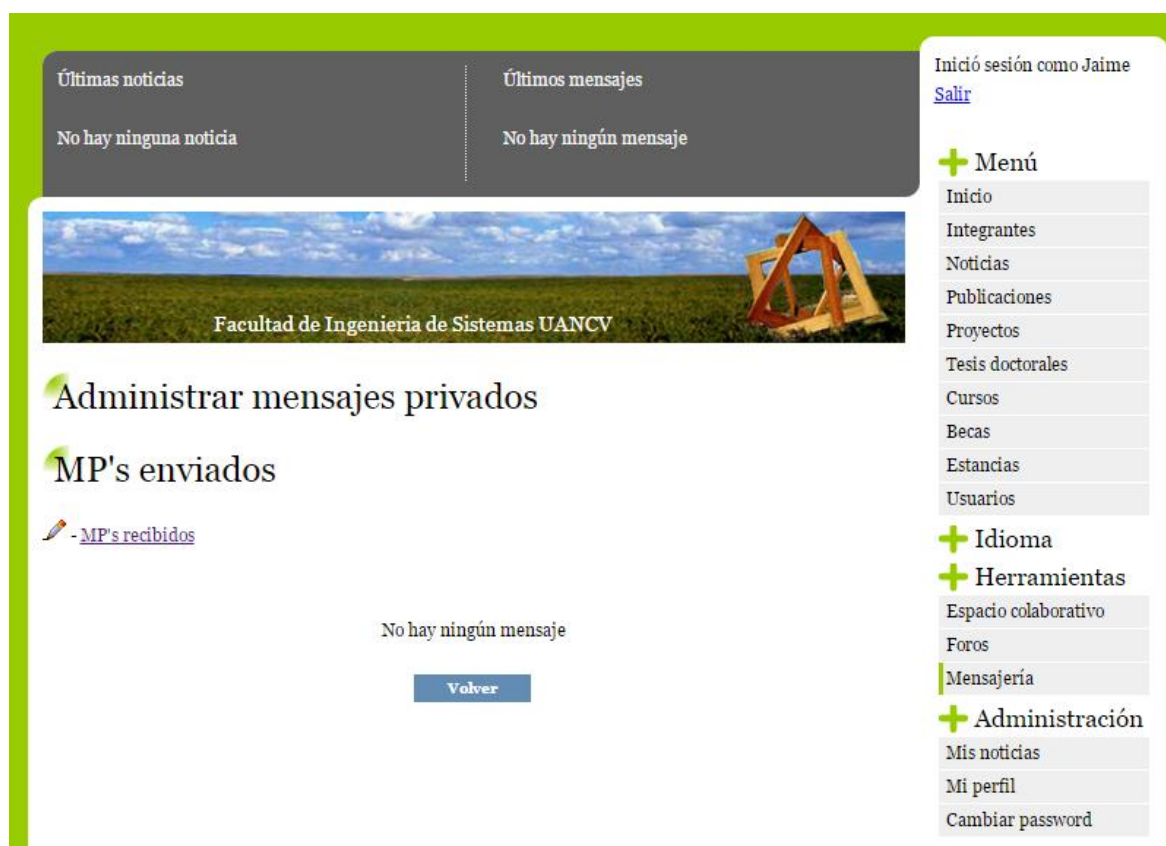 Últimas noticias
No hay ninguna noticia
Últimos mensajes
No hay ningún mensaje
Facultad de Ingenieria de Sistemas UANCV
Administrar mensajes privados
MP's enviados
- MP's recibidos
No hay ningún mensaje
Volver
Inició sesión como Jaime
Salir
Menú
Inicio
Integrantes
Noticias
Publicaciones
Proyectos
Tesis doctorales
Cursos
Becas
Estancias
Usuarios
Idioma
Herramientas
Espacio colaborativo
Foros
Mensajería
Administración
Mis noticias
Mi perfil
Cambiar password